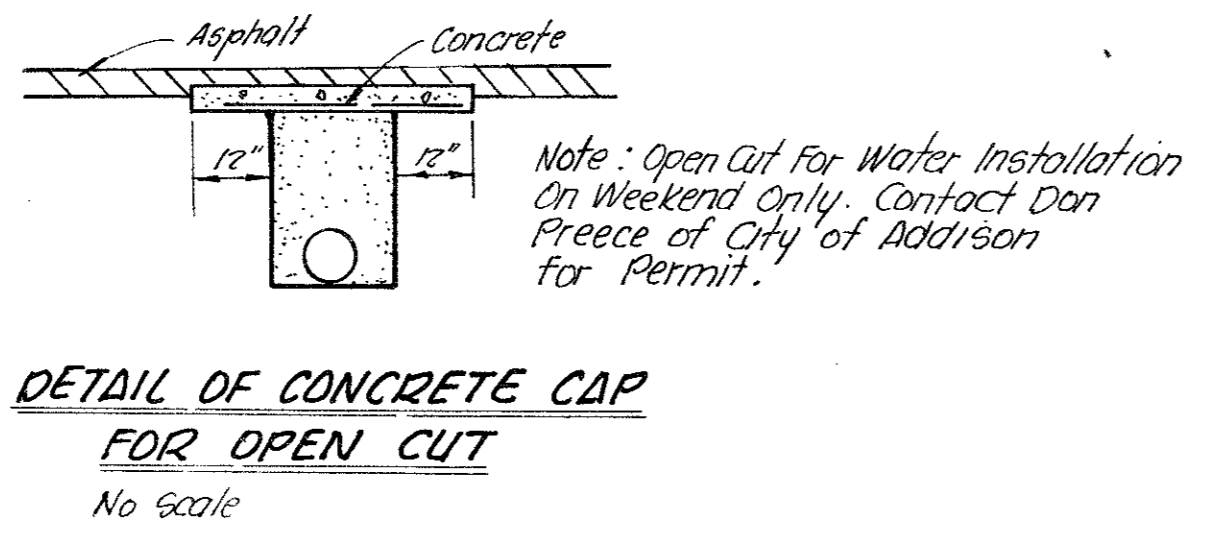 Asphalt
Concrete
12"
12"
Note: Open Cut For Water Installation
On Weekend Only. Contact Don
Preece of City of Addison
for Permit.
DETAIL OF CONCRETE CAP
FOR OPEN CUT
No Scale